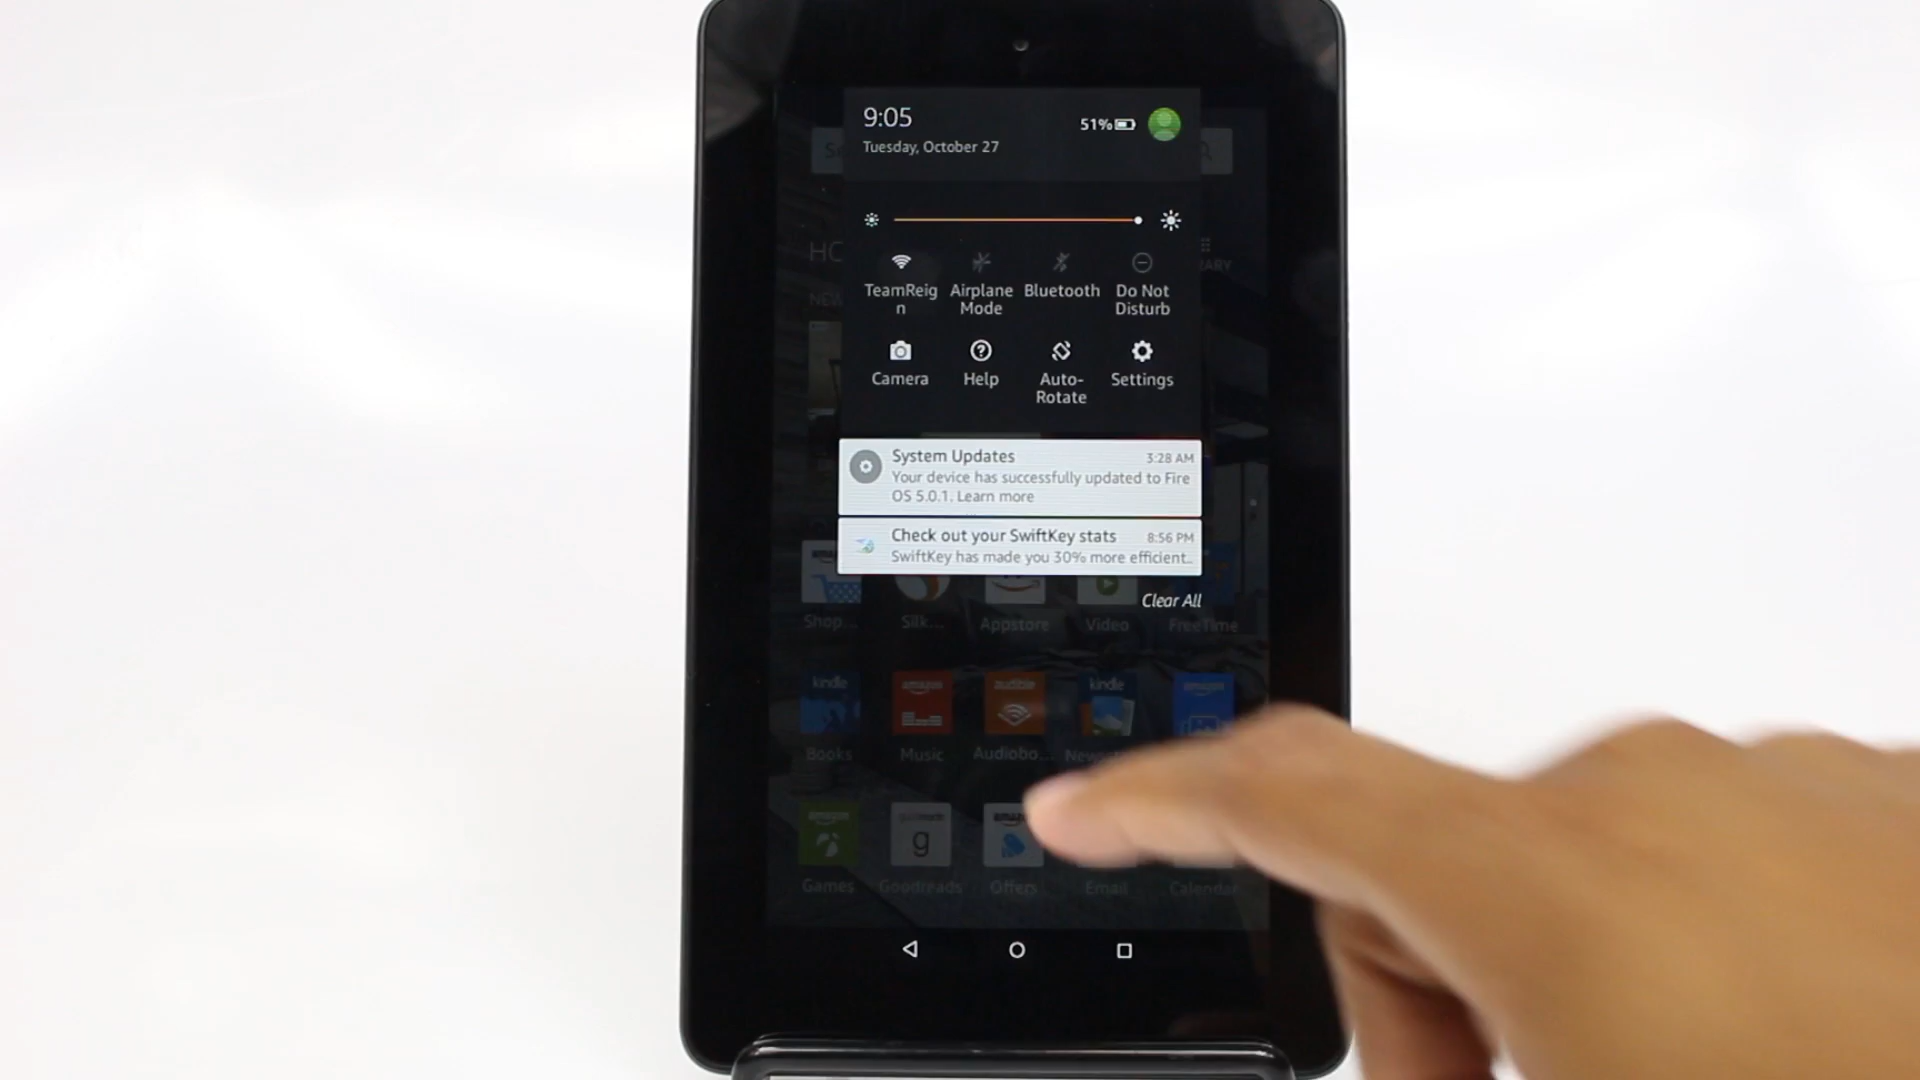 9:05
51%
Tuesday, October 27
TeamReig
n
Airplane
Mode
Bluetooth
Do Not
Disturb
Camera
Help
Auto-
Rotate
Settings
System Updates
3:28 AM
Your device has successfully updated to Fire
OS 5.0.1. Learn more
Check out your SwiftKey stats
8:56 PM
SwiftKey has made you 30% more efficient..
Clear All
Shop...
Silk...
Appstore
Video
FreeTime
kindle
amazon
audible
kindle
amazon
Books
Music
Audiobo...
amazon
g
Games
Goodreads
Offers
Email
Calendar